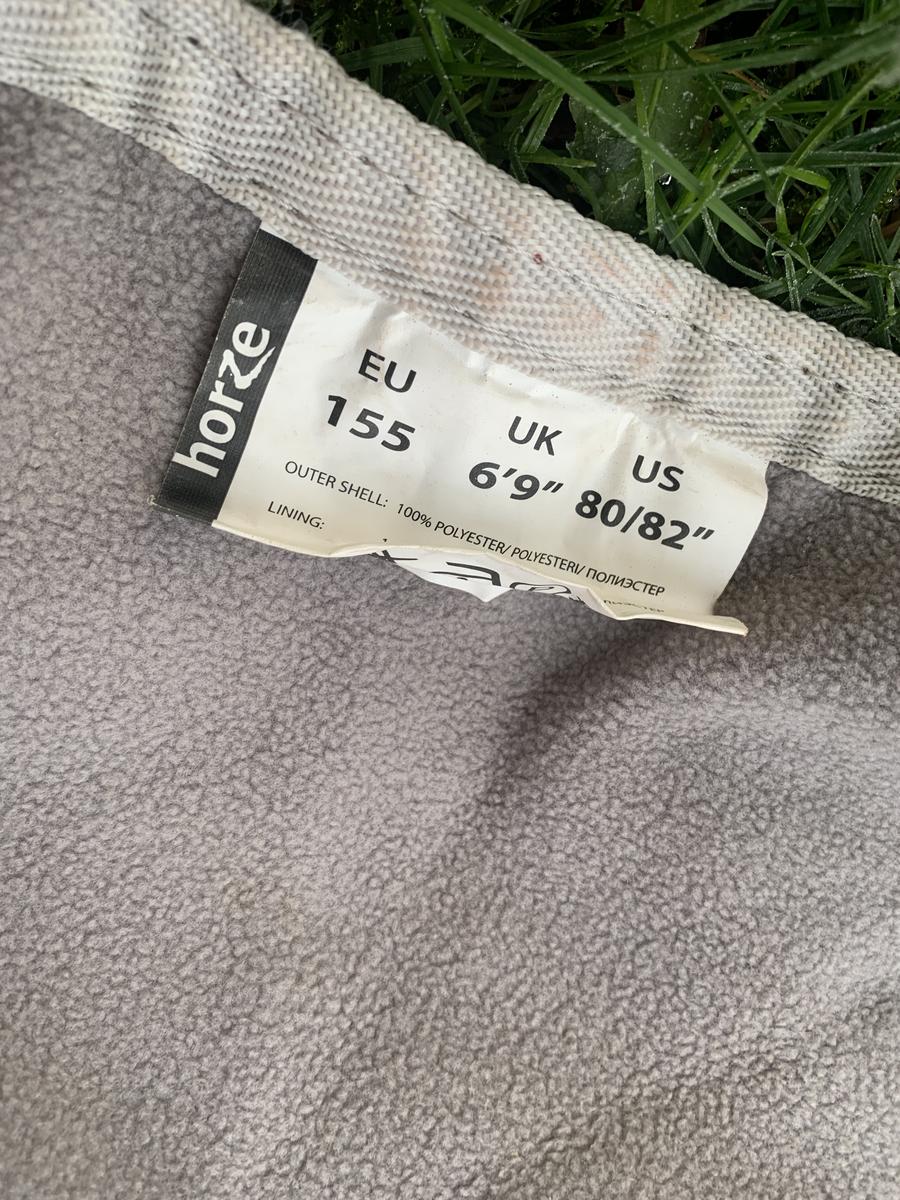 horze
EU
155
UK
6’9”
US
80/82”
OUTER SHELL: 100% POLYESTER/ POLYESTERI/ ПОЛИЭСТЕР
LINING: